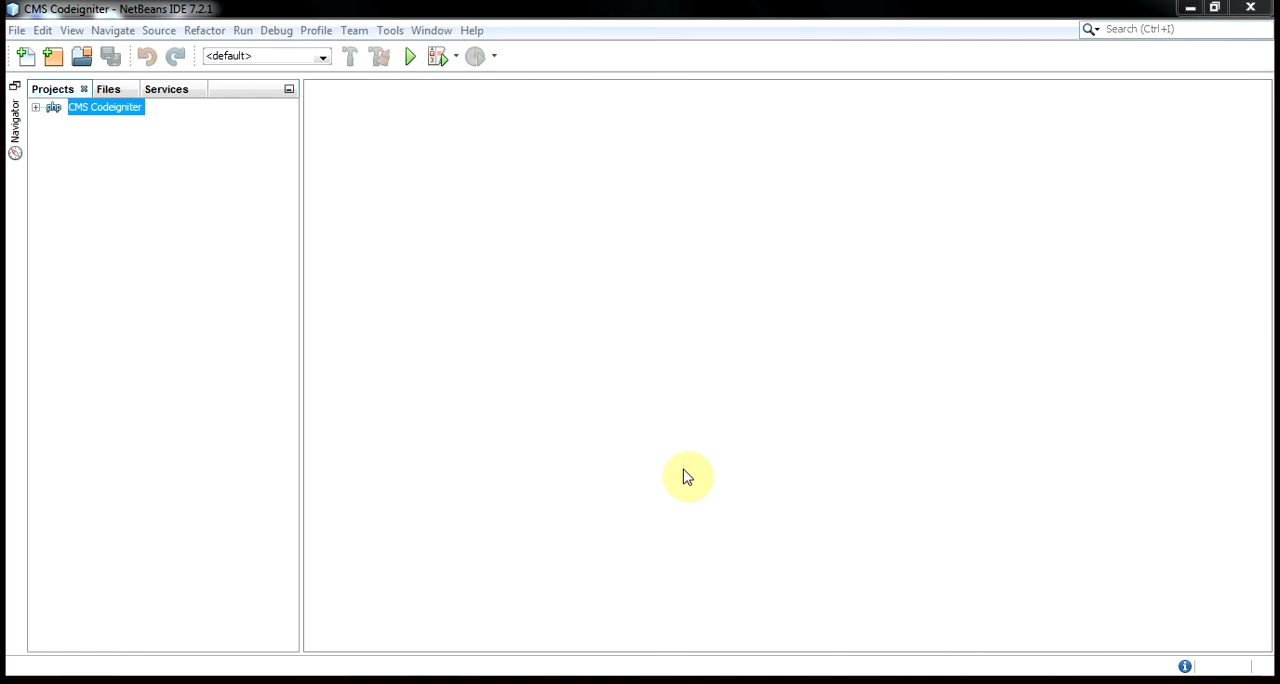 CMS Codeigniter - NetBeans IDE 7.2.1
File Edit View Navigate Source Refactor Run Debug Profile Team Tools Window Help
Search (Ctrl+I)
<default>
Projects Files Services
Navigator
php CMS Codeigniter